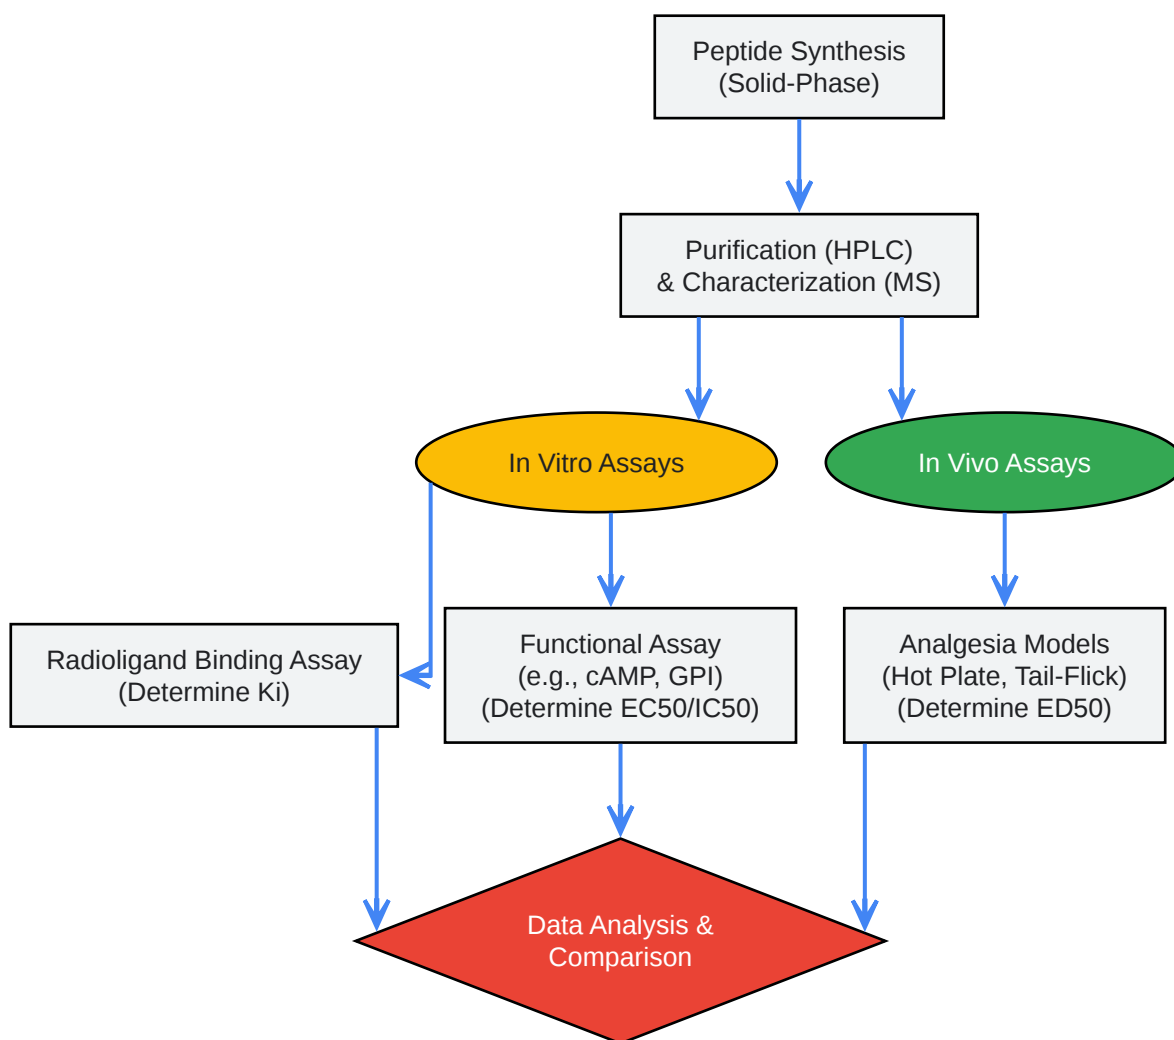 Peptide Synthesis
(Solid-Phase)
Purification (HPLC)
& Characterization (MS)
In Vitro Assays
In Vivo Assays
Radioligand Binding Assay
(Determine Ki)
Functional Assay
(e.g., cAMP, GPI)
(Determine EC50/IC50)
Analgesia Models
(Hot Plate, Tail-Flick)
(Determine ED50)
Data Analysis &
Comparison